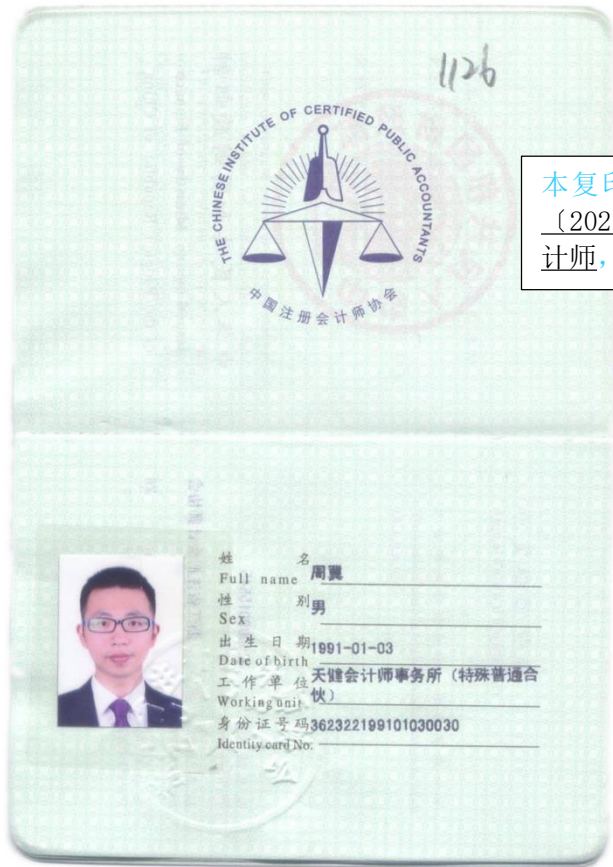 1126
THE CHINESE INSTITUTE OF CERTIFIED PUBLIC ACCOUNTANTS
中国注册会计师协会
本复印
〔202
计师，
姓 名 周翼
Full name
性 别 男
Sex
出生日期 1991-01-03
Date of birth
工作单位 天健会计师事务所（特殊普通合
Working unit 伙）
身份证号码 362322199101030030
Identity card No.